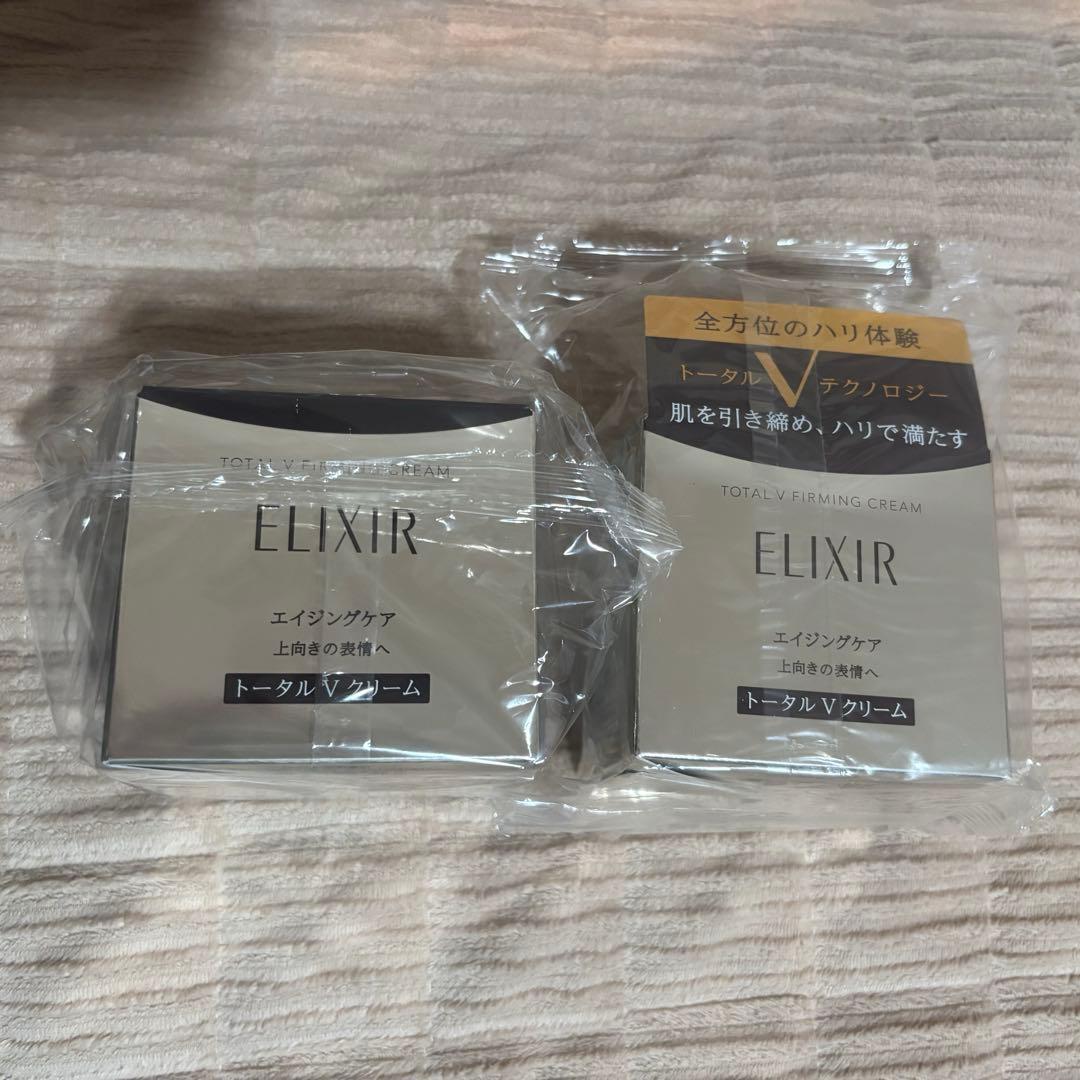 TOTAL V FIRMING CREAM
ELIXIR
エイジングケア
上向きの表情へ
トータル V クリーム
全方位のハリ体験
トータル V テクノロジー
肌を引き締め、ハリで満たす
TOTAL V FIRMING CREAM
ELIXIR
エイジングケア
上向きの表情へ
トータル V クリーム